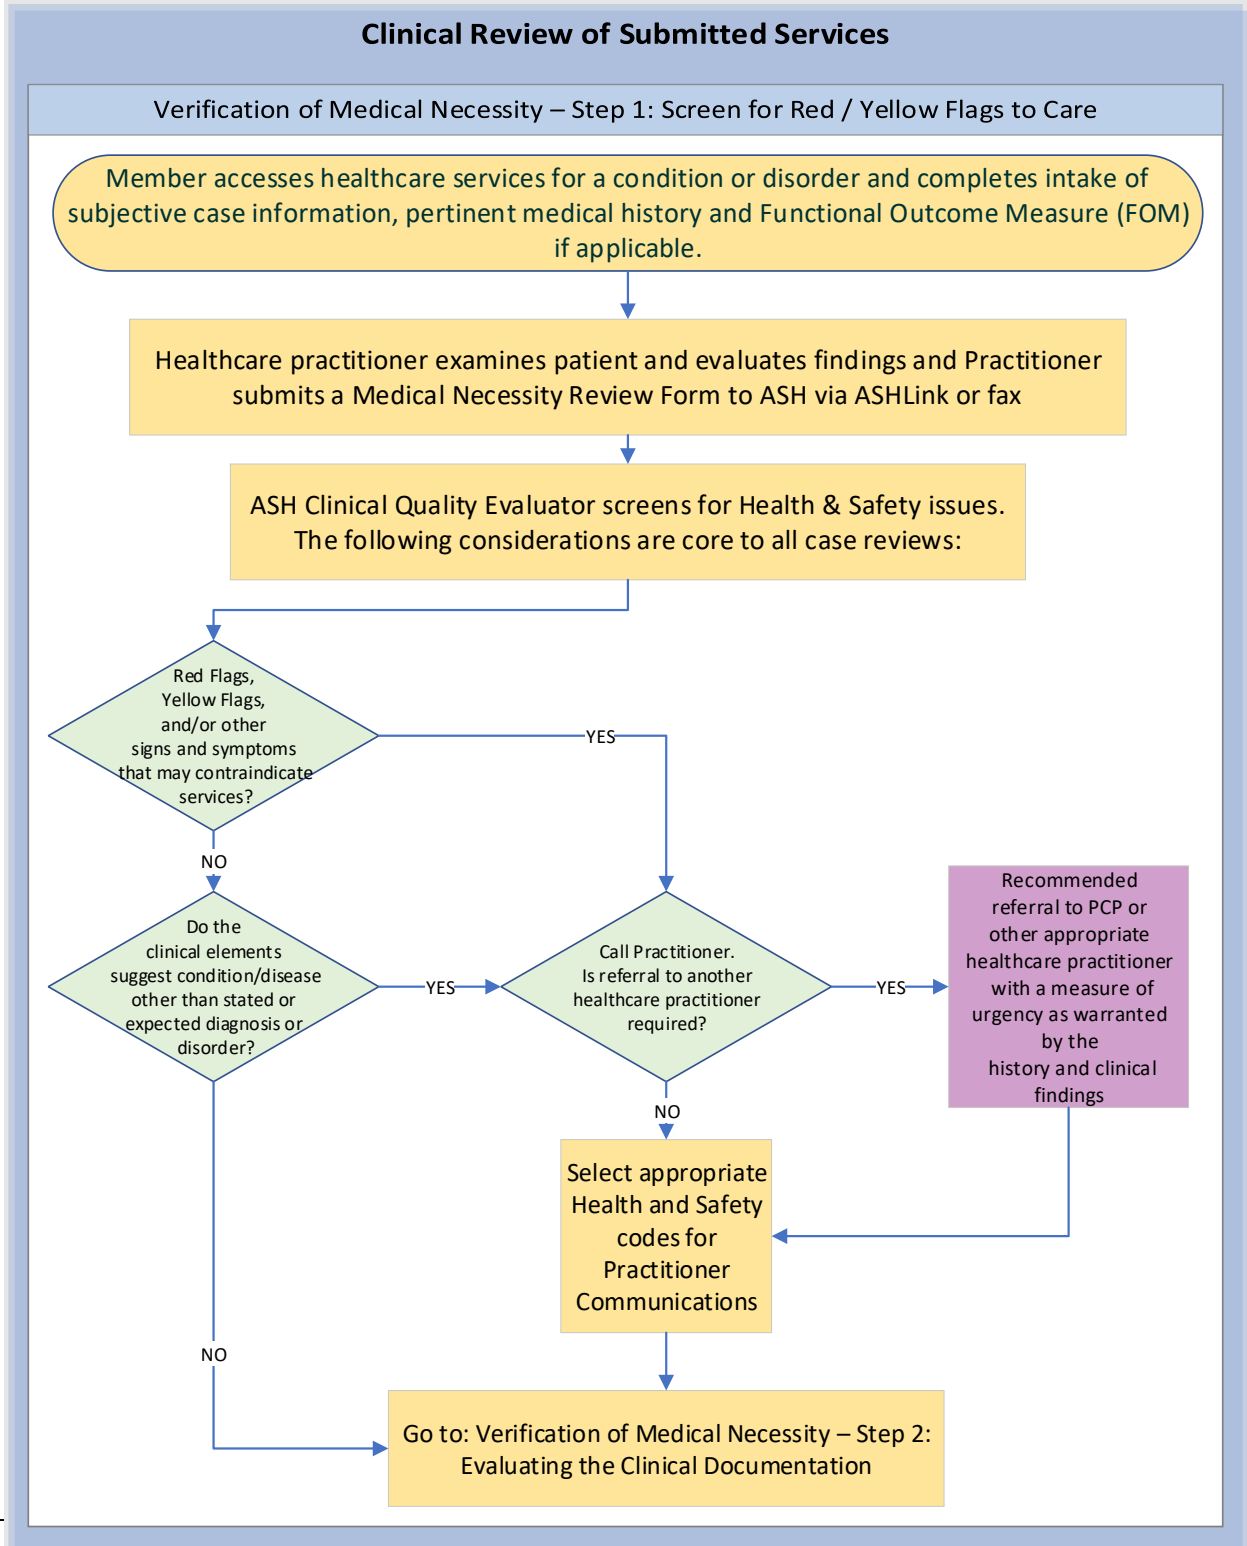 Clinical Review of Submitted Services
Verification of Medical Necessity – Step 1: Screen for Red / Yellow Flags to Care
Member accesses healthcare services for a condition or disorder and completes intake of
subjective case information, pertinent medical history and Functional Outcome Measure (FOM)
if applicable.
Healthcare practitioner examines patient and evaluates findings and Practitioner
submits a Medical Necessity Review Form to ASH via ASHLink or fax
ASH Clinical Quality Evaluator screens for Health & Safety issues.
The following considerations are core to all case reviews:
Red Flags,
Yellow Flags,
and/or other
signs and symptoms
that may contraindicate
services?
YES
NO
Do the
clinical elements
suggest condition/disease
other than stated or
expected diagnosis or
disorder?
YES
Call Practitioner.
Is referral to another
healthcare practitioner
required?
YES
Recommended
referral to PCP or
other appropriate
healthcare practitioner
with a measure of
urgency as warranted
by the
history and clinical
findings
NO
Select appropriate
Health and Safety
codes for
Practitioner
Communications
NO
Go to: Verification of Medical Necessity – Step 2:
Evaluating the Clinical Documentation